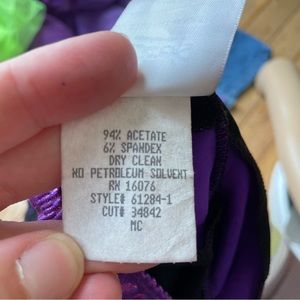 94% ACETATE
6% SPANDEX
DRY CLEAN
NO PETROLEUM SOLVENT
RN 16076
STYLE# 61284-1
CUT# 34842
MC